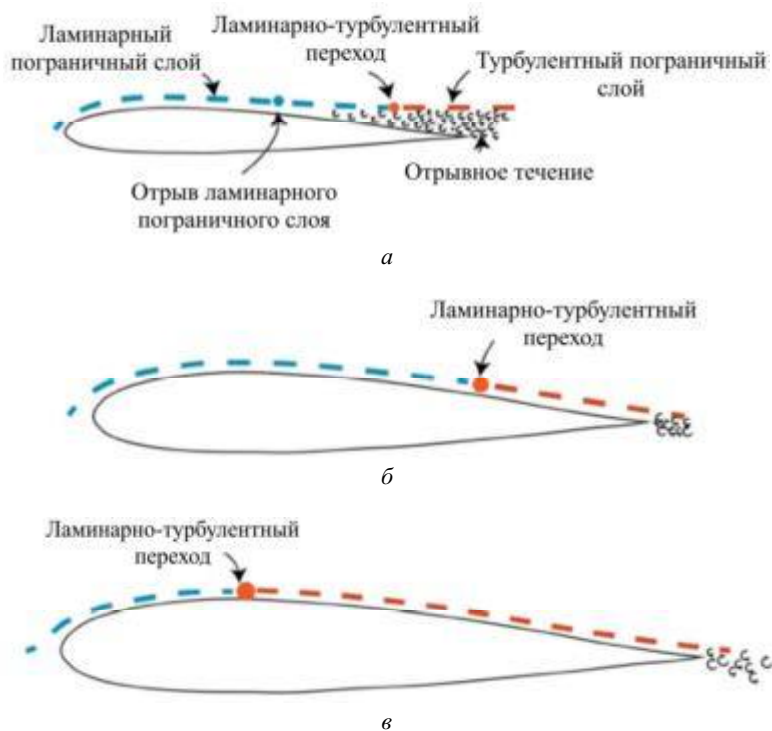 Ламинарный
пограничный слой
Ламинарно-турбулентный
переход
Турбулентный пограничный
слой
Отрыв ламинарного
пограничного слоя
Отрывное течение
а
Ламинарно-турбулентный
переход
б
Ламинарно-турбулентный
переход
в